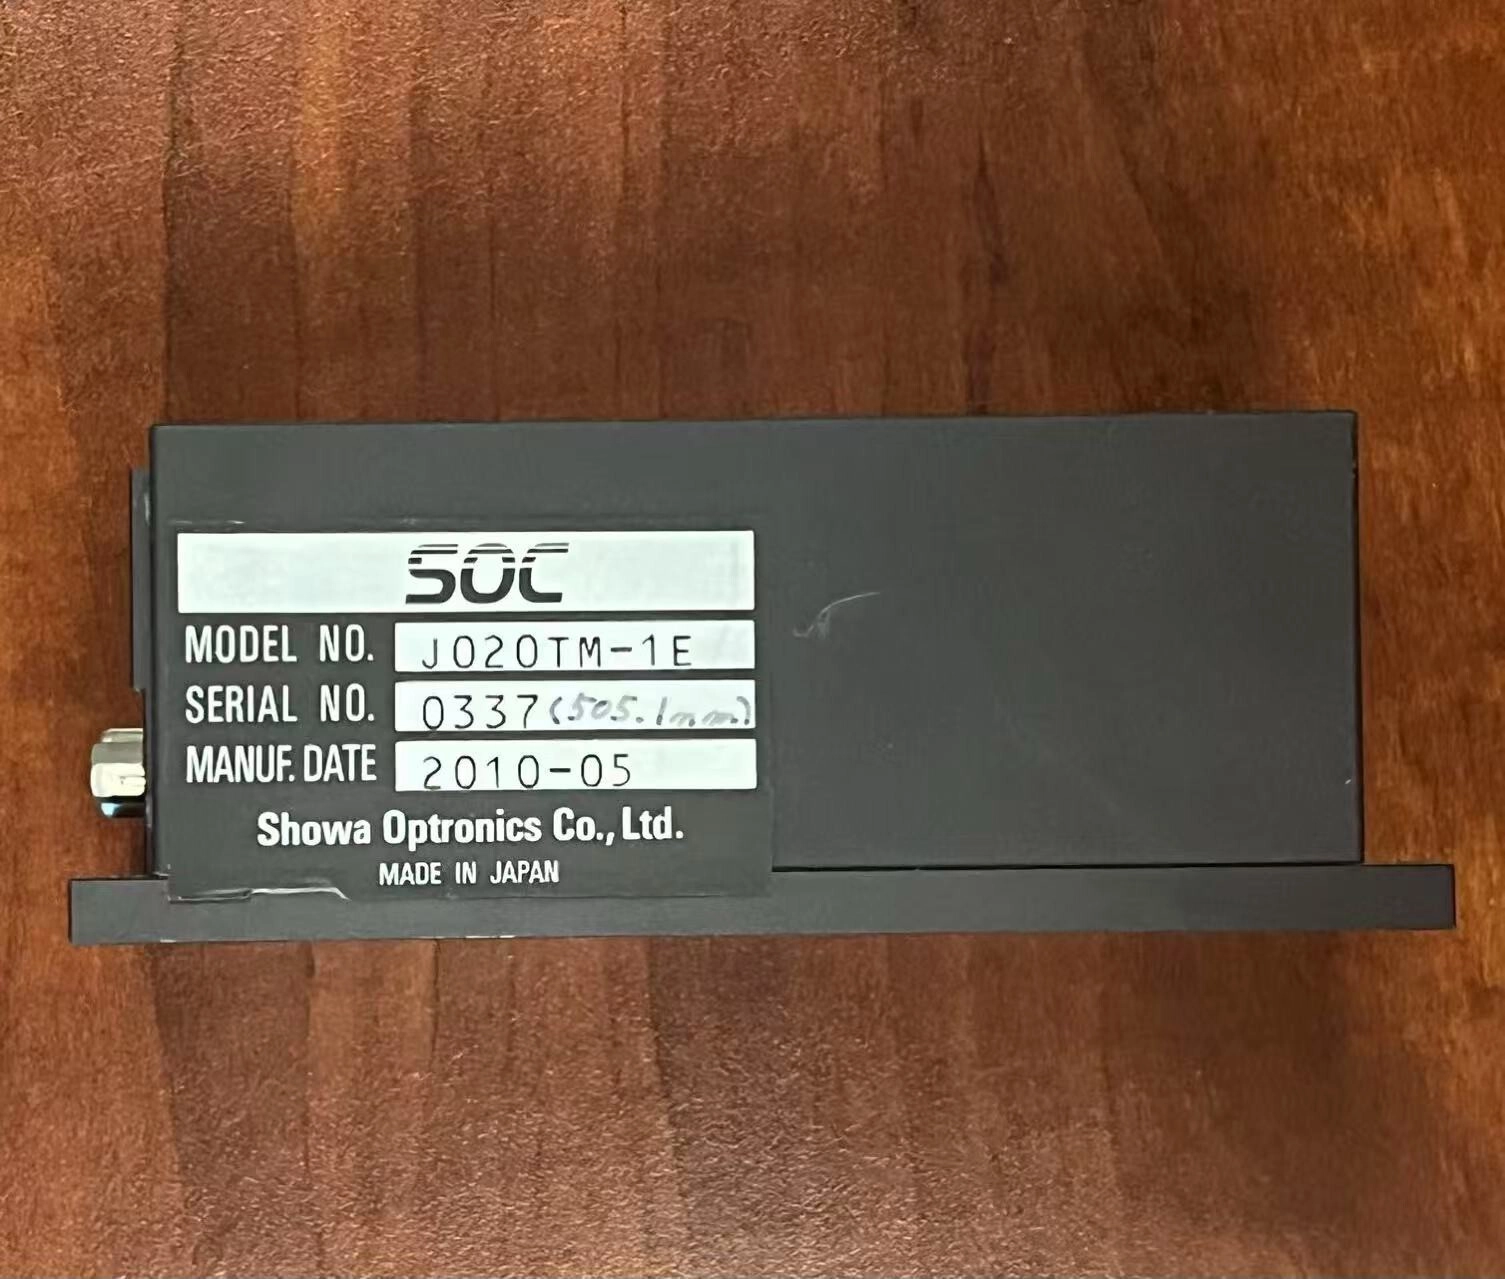 SOC
MODEL NO. J020TM-1E
SERIAL NO. 0337 (505.1nm)
MANUF. DATE 2010-05
Showa Optronics Co., Ltd.
MADE IN JAPAN